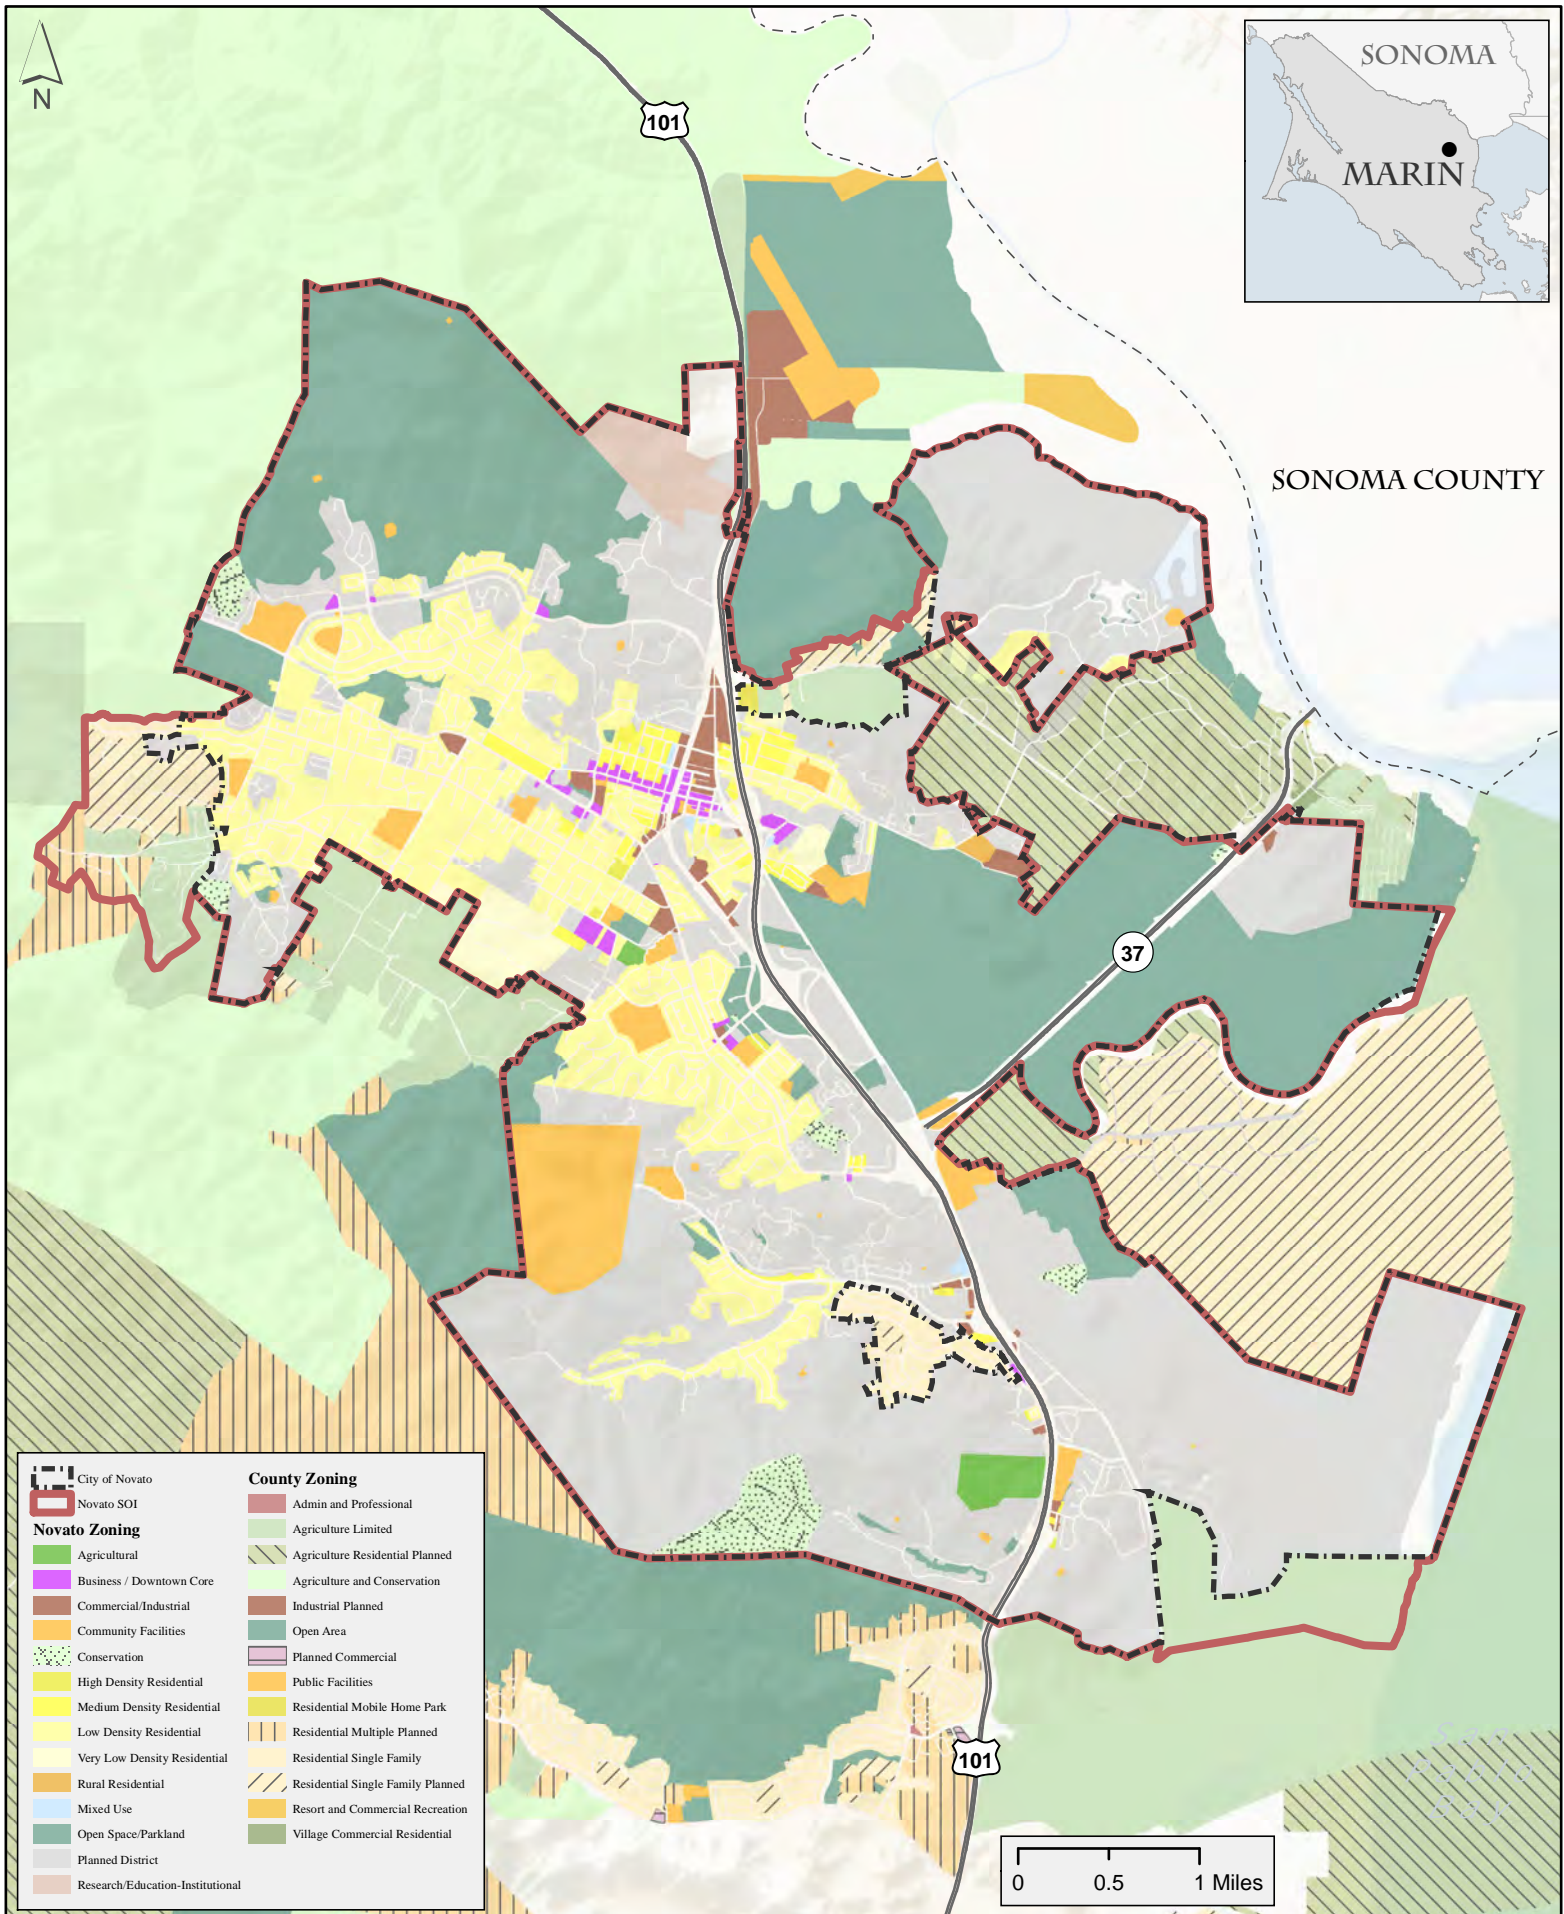 N
101
SONOMA
MARIN
SONOMA COUNTY
37
City of Novato
Novato SOI
Novato Zoning
Agricultural
Business / Downtown Core
Commercial/Industrial
Community Facilities
Conservation
High Density Residential
Medium Density Residential
Low Density Residential
Very Low Density Residential
Rural Residential
Mixed Use
Open Space/Parkland
Planned District
Research/Education-Institutional
County Zoning
Admin and Professional
Agriculture Limited
Agriculture Residential Planned
Agriculture and Conservation
Industrial Planned
Open Area
Planned Commercial
Public Facilities
Residential Mobile Home Park
Residential Multiple Planned
Residential Single Family
Residential Single Family Planned
Resort and Commercial Recreation
Village Commercial Residential
101
San
Pablo
Bay
0 0.5 1 Miles